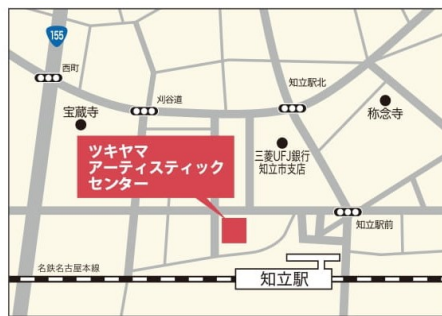 155
西町
刈谷道
知立駅北
宝蔵寺
称念寺
三菱UFJ銀行
知立市支店
ツキヤマ
アーティスティック
センター
知立駅前
名鉄名古屋本線
知立駅